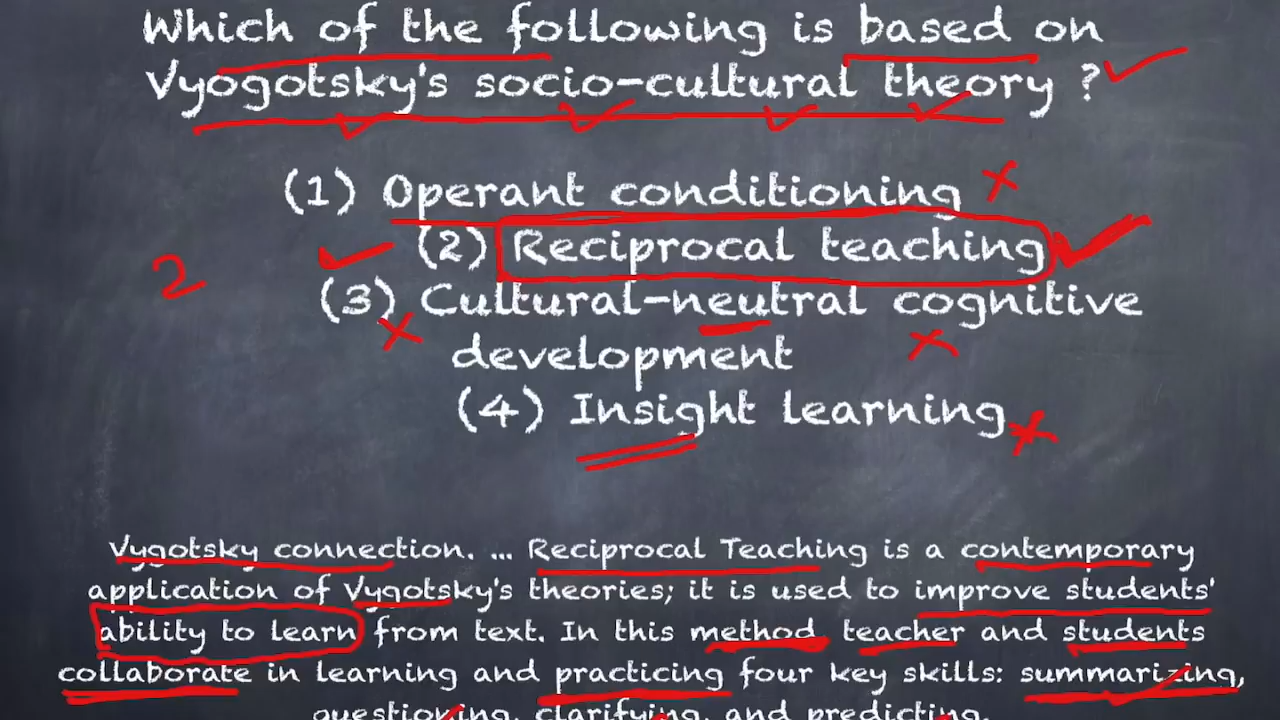 Which of the following is based on
Vyogotsky's socio-cultural theory ?
(1) Operant conditioning
(2) Reciprocal teaching
2
(3) Cultural-neutral cognitive
development
(4) Insight learning
Vygotsky connection. ... Reciprocal Teaching is a contemporary
application of Vygotsky's theories; it is used to improve students'
ability to learn from text. In this method teacher and students
collaborate in learning and practicing four key skills: summarizing,
questioning, clarifying, and predicting.